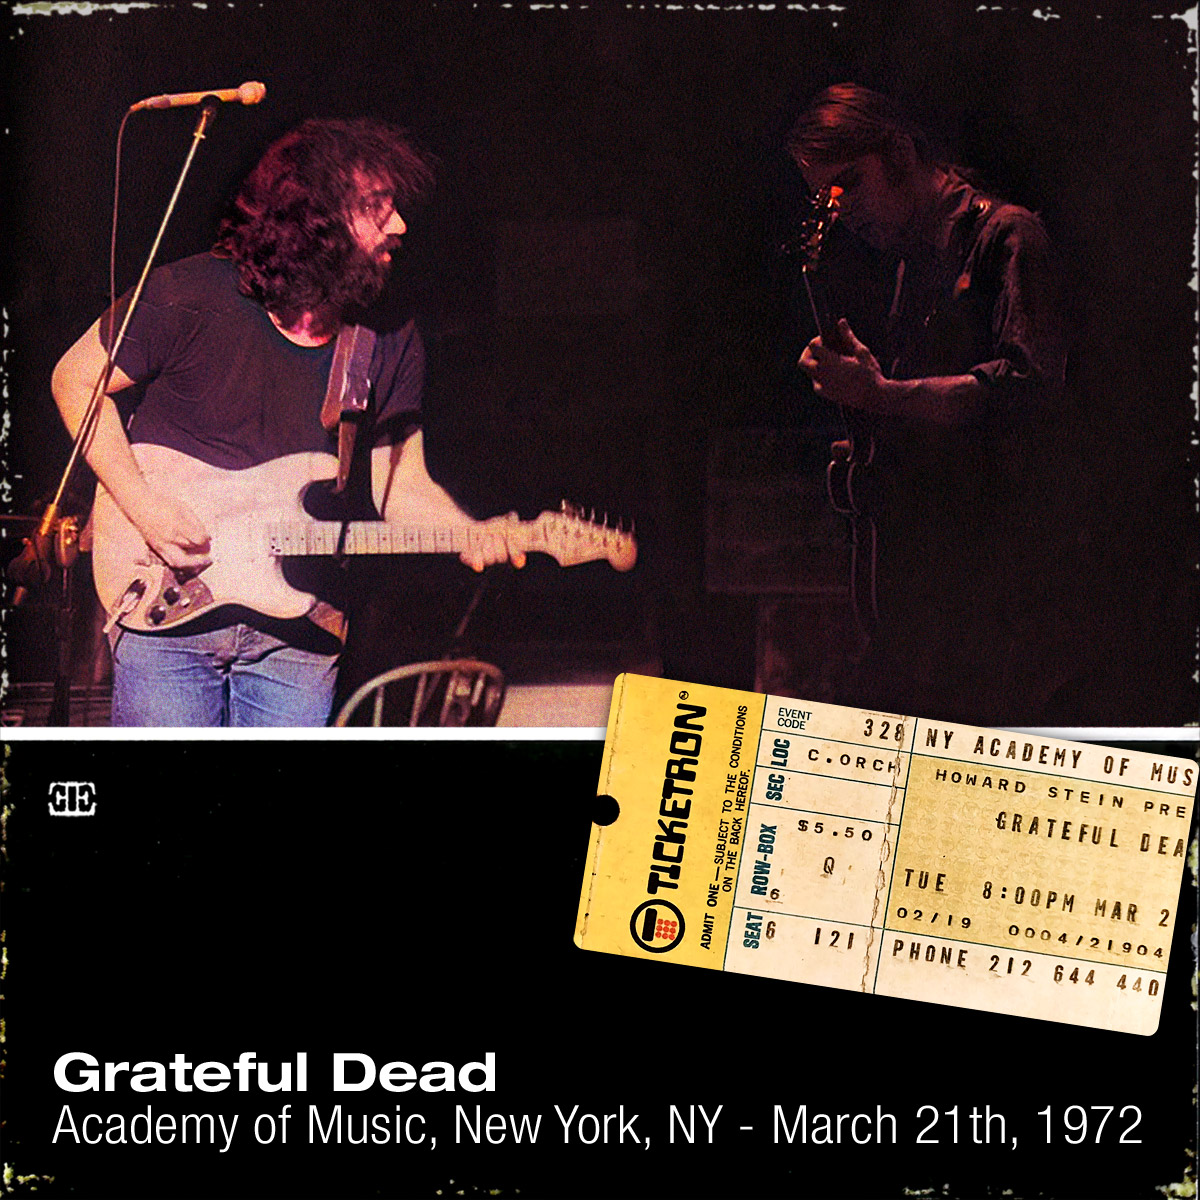 EVENT
CODE
328
NY ACADEMY OF MUS
SEC LOC
C.ORCH
HOWARD STEIN PRE
$5.50
GRATEFUL DEA
ROW-BOX
Q
6
TUE 8:00PM MAR 2
02/19 0004/21904
SEAT
6 121
PHONE 212 644 440
TICKETRON®
ADMIT ONE — SUBJECT TO THE CONDITIONS
ON THE BACK HEREOF.
Grateful Dead
Academy of Music, New York, NY - March 21th, 1972